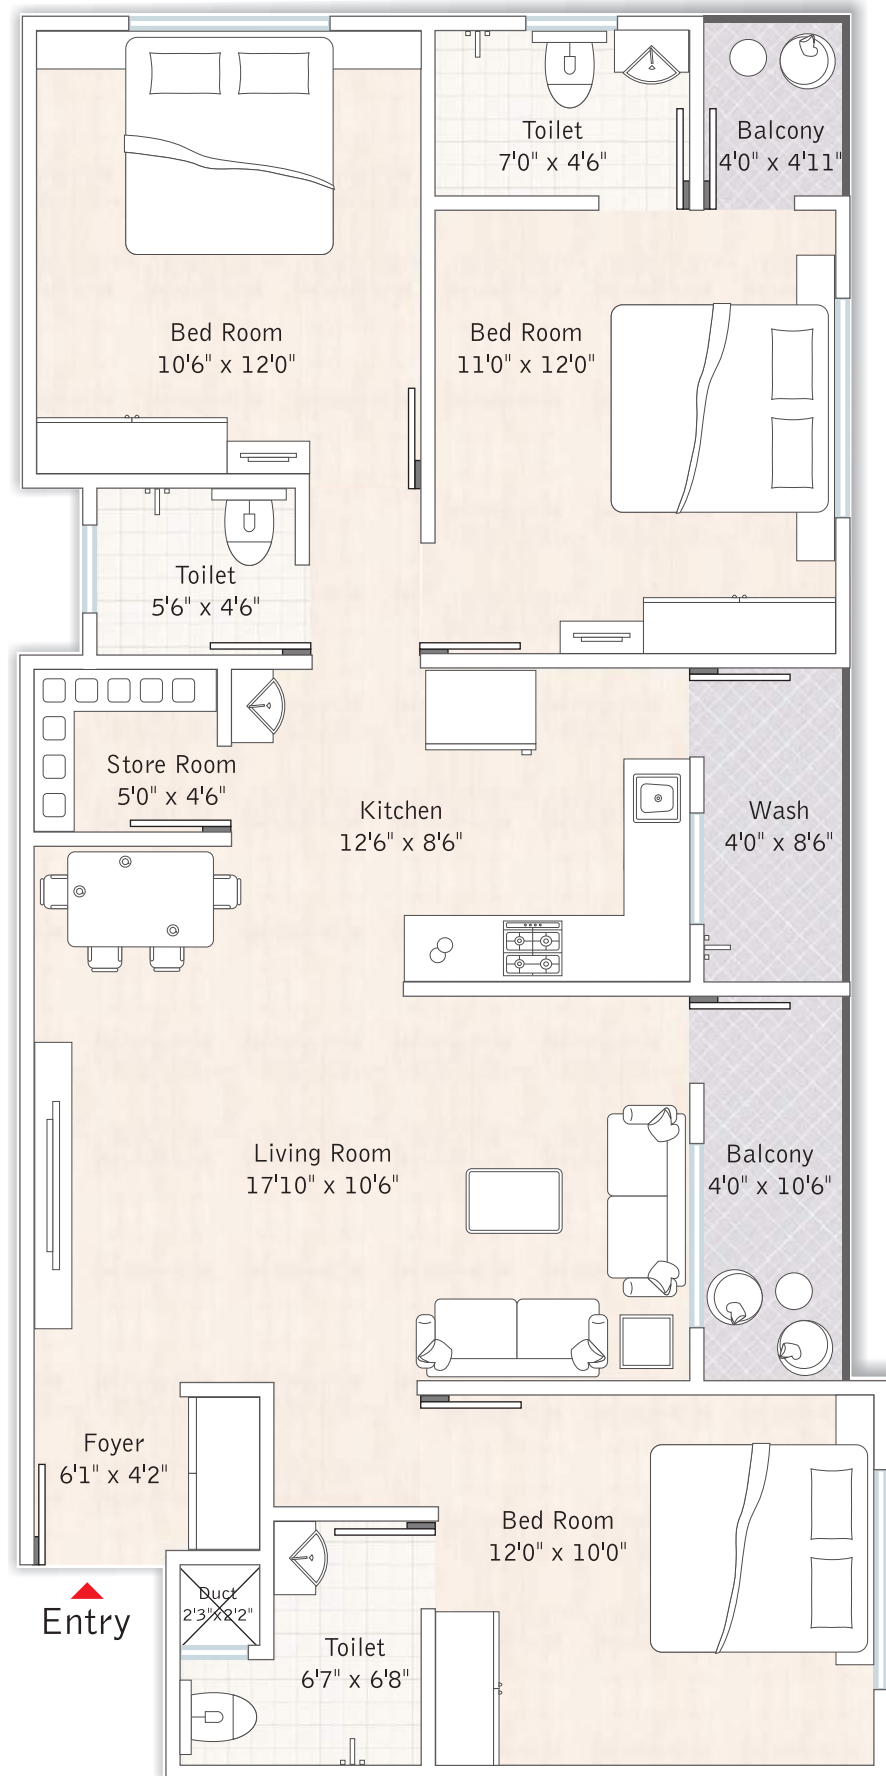 Toilet
7'0" x 4'6"
Balcony
4'0" x 4'11"
Bed Room
10'6" x 12'0"
Bed Room
11'0" x 12'0"
Toilet
5'6" x 4'6"
Store Room
5'0" x 4'6"
Kitchen
12'6" x 8'6"
Wash
4'0" x 8'6"
Living Room
17'10" x 10'6"
Balcony
4'0" x 10'6"
Foyer
6'1" x 4'2"
Bed Room
12'0" x 10'0"
Duct
2'3"x2'2"
Entry
Toilet
6'7" x 6'8"